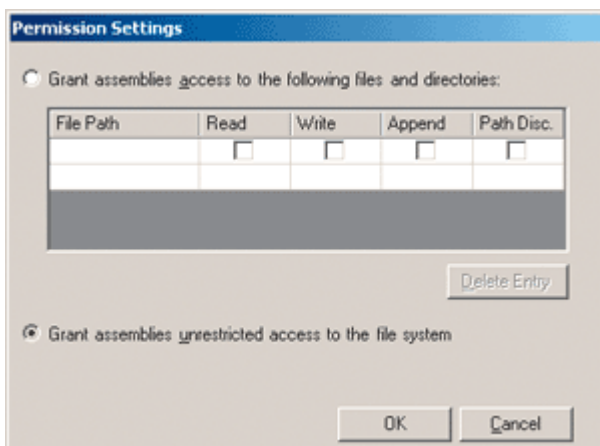 Permission Settings
Grant assemblies access to the following files and directories:
File Path Read Write Append Path Disc.
Delete Entry
Grant assemblies unrestricted access to the file system
OK Cancel